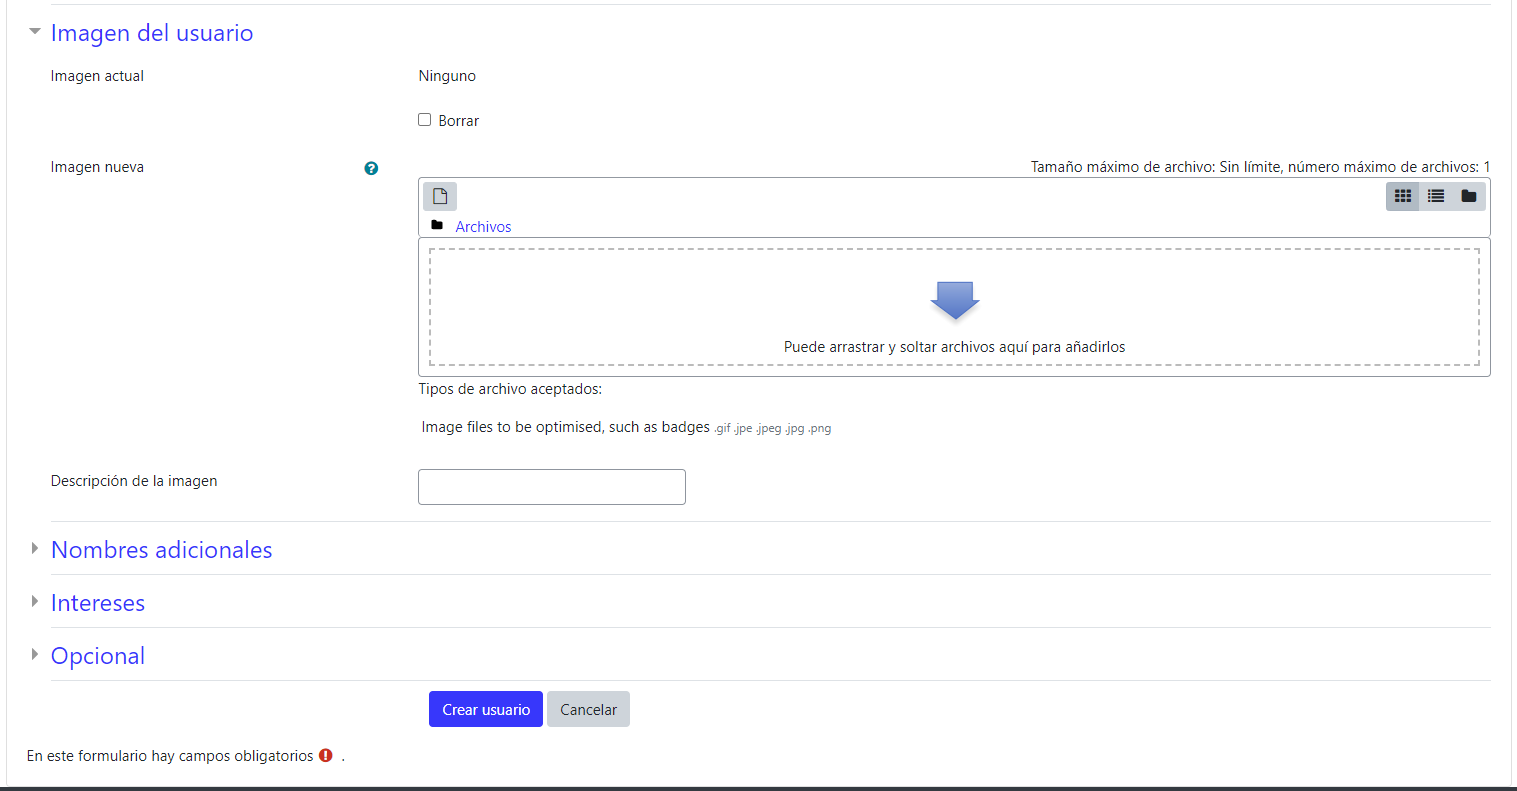 Imagen del usuario
Imagen actual
Ninguno
Borrar
Imagen nueva
Tamaño máximo de archivo: Sin límite, número máximo de archivos: 1
Archivos
Puede arrastrar y soltar archivos aquí para añadirlos
Tipos de archivo aceptados:
Image files to be optimised, such as badges .gif .jpe .jpeg .jpg .png
Descripción de la imagen
Nombres adicionales
Intereses
Opcional
Crear usuario
Cancelar
En este formulario hay campos obligatorios .